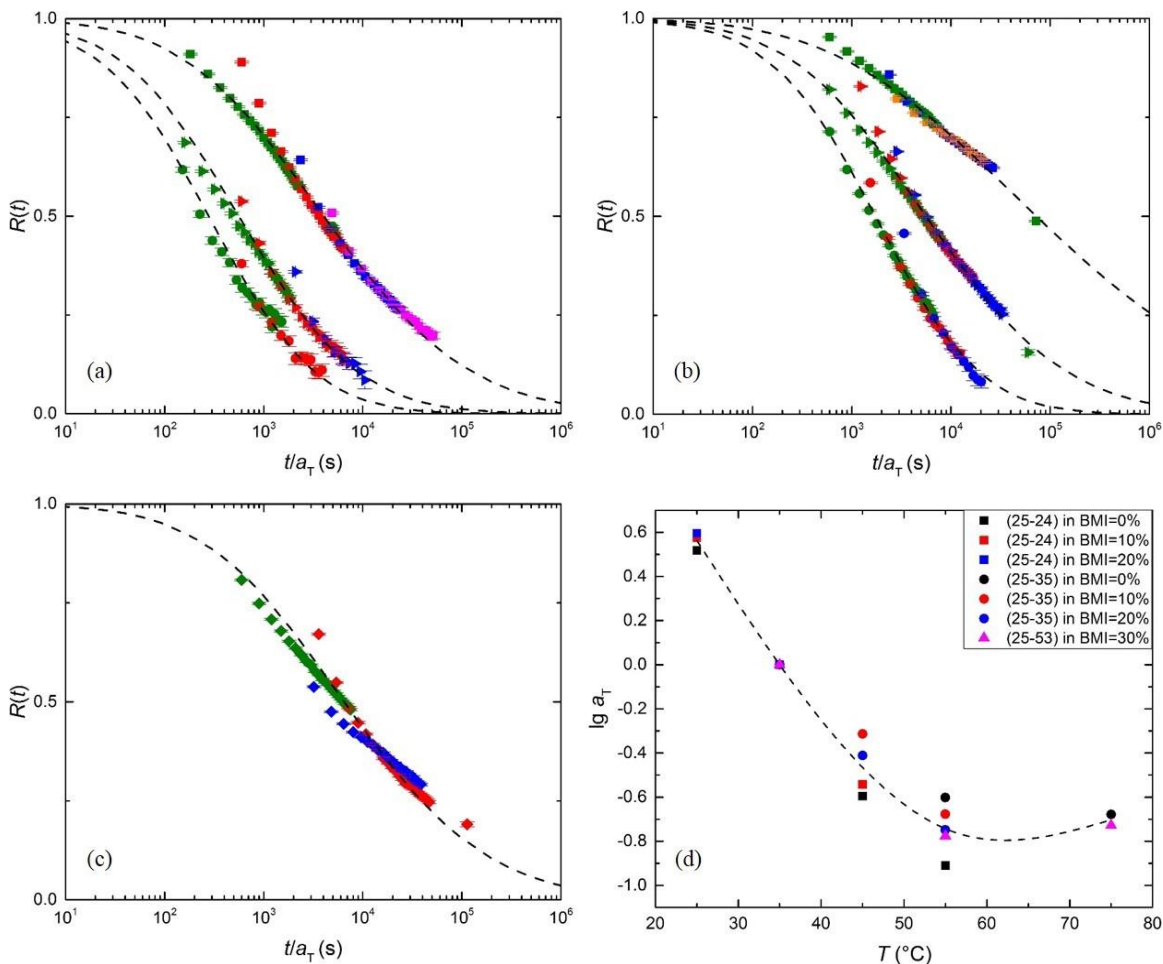 1.0
0.5
0.0
R(t)
(a)
10¹ 10² 10³ 10⁴ 10⁵ 10⁶
t/aT (s)
1.0
0.5
0.0
R(t)
(b)
10¹ 10² 10³ 10⁴ 10⁵ 10⁶
t/aT (s)
1.0
0.5
0.0
R(t)
(c)
10¹ 10² 10³ 10⁴ 10⁵ 10⁶
t/aT (s)
0.6
0.4
0.2
0.0
-0.2
-0.4
-0.6
-0.8
-1.0
lg aT
(25-24) in BMI=0%
(25-24) in BMI=10%
(25-24) in BMI=20%
(25-35) in BMI=0%
(25-35) in BMI=10%
(25-35) in BMI=20%
(25-53) in BMI=30%
(d)
20 30 40 50 60 70 80
T (°C)